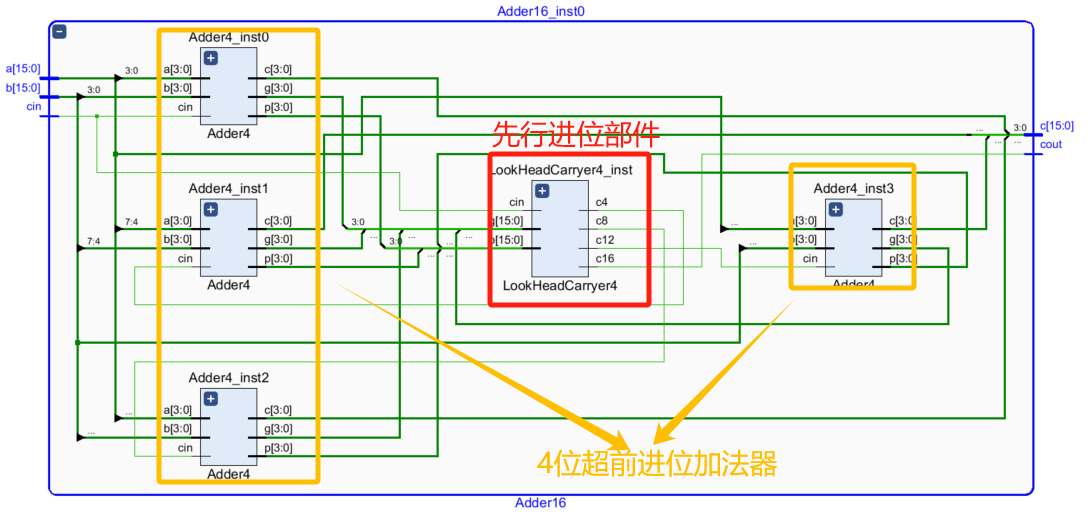 Adder16_inst0
a[15:0]
b[15:0]
cin
3:0
3:0
Adder4_inst0
a[3:0]
b[3:0]
cin
c[3:0]
g[3:0]
p[3:0]
Adder4
先行进位部件
3:0
...
...
...
c[15:0]
cout
Adder4_inst1
7:4
7:4
a[3:0]
b[3:0]
cin
c[3:0]
g[3:0]
p[3:0]
Adder4
3:0
...
...
3:0
...
...
...
...
LookHeadCarryer4_inst
cin
g[15:0]
p[15:0]
c4
c8
c12
c16
LookHeadCarryer4
Adder4_inst3
...
...
a[3:0]
b[3:0]
cin
c[3:0]
g[3:0]
p[3:0]
Adder4
Adder4_inst2
...
...
a[3:0]
b[3:0]
cin
c[3:0]
g[3:0]
p[3:0]
Adder4
4位超前进位加法器
Adder16